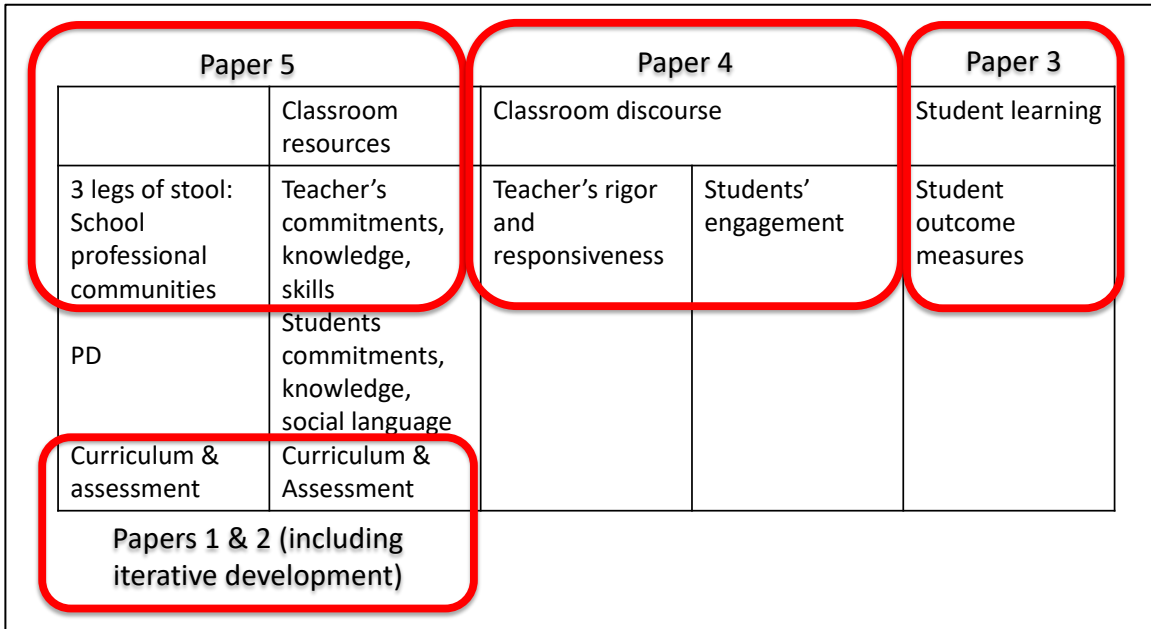 Paper 5
Paper 4
Paper 3
Classroom
resources
Classroom discourse
Student learning
3 legs of stool:
School
professional
communities
Teacher’s
commitments,
knowledge,
skills
Teacher’s rigor
and
responsiveness
Students’
engagement
Student
outcome
measures
PD
Students
commitments,
knowledge,
social language
Curriculum &
assessment
Curriculum &
Assessment
Papers 1 & 2 (including
iterative development)